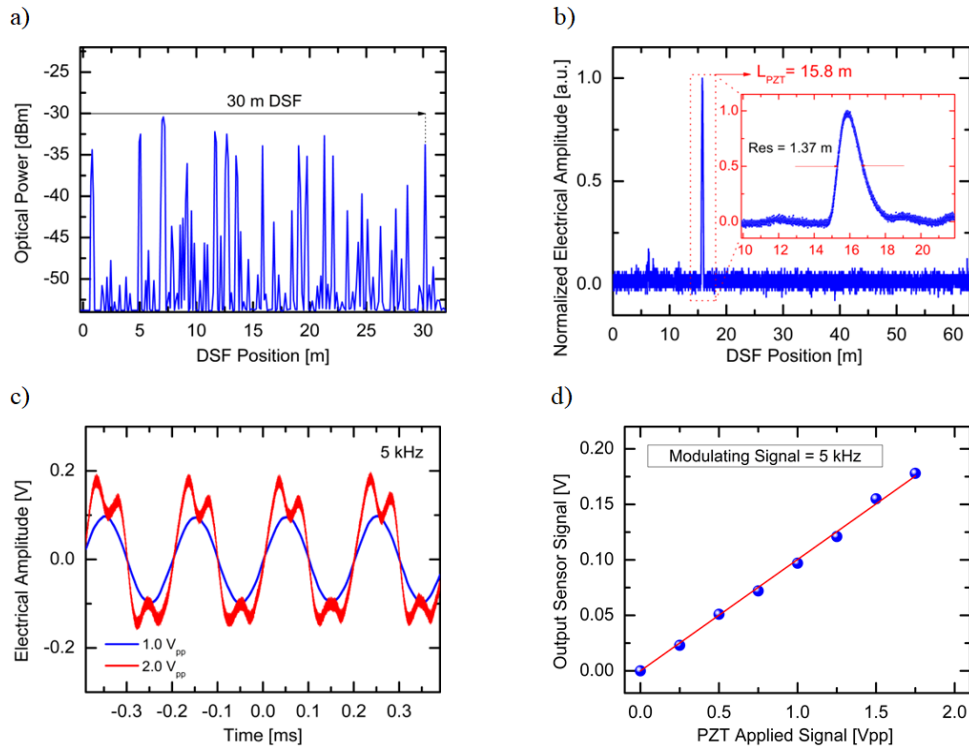 a)
Optical Power [dBm]
-25
-30
-35
-40
-45
-50
30 m DSF
0
5
10
15
20
25
30
DSF Position [m]
b)
Normalized Electrical Amplitude [a.u.]
1.0
0.5
0.0
L_PZT = 15.8 m
1.0
0.5
0.0
Res = 1.37 m
10
12
14
16
18
20
0
10
20
30
40
50
60
DSF Position [m]
c)
Electrical Amplitude [V]
0.2
0.0
-0.2
5 kHz
1.0 V_pp
2.0 V_pp
-0.3
-0.2
-0.1
0.0
0.1
0.2
0.3
Time [ms]
d)
Output Sensor Signal [V]
0.20
0.15
0.10
0.05
0.00
Modulating Signal = 5 kHz
0.0
0.5
1.0
1.5
2.0
PZT Applied Signal [Vpp]